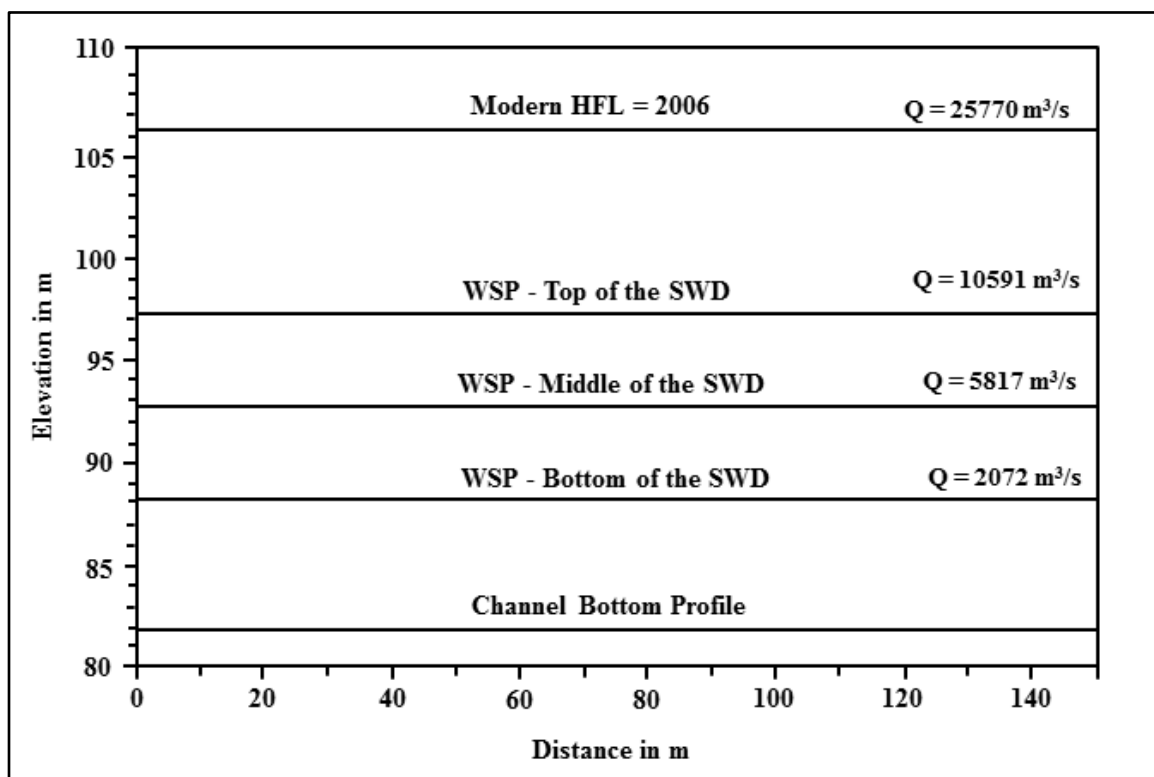 110
Modern HFL = 2006
Q = 25770 m³/s
105
100
Q = 10591 m³/s
WSP - Top of the SWD
95
WSP - Middle of the SWD
Q = 5817 m³/s
90
WSP - Bottom of the SWD
Q = 2072 m³/s
85
Channel Bottom Profile
80
Elevation in m
0 20 40 60 80 100 120 140
Distance in m